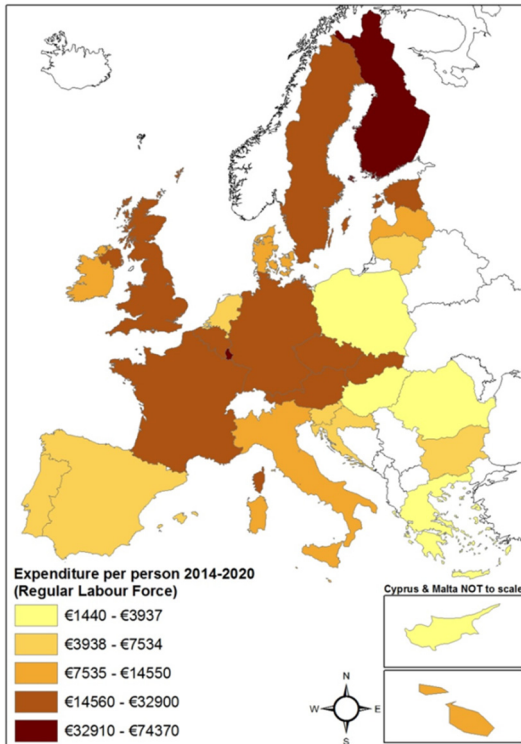 Expenditure per person 2014-2020
(Regular Labour Force)
€1440 - €3937
€3938 - €7534
€7535 - €14550
€14560 - €32900
€32910 - €74370
Cyprus & Malta NOT to scale
N
W E
S